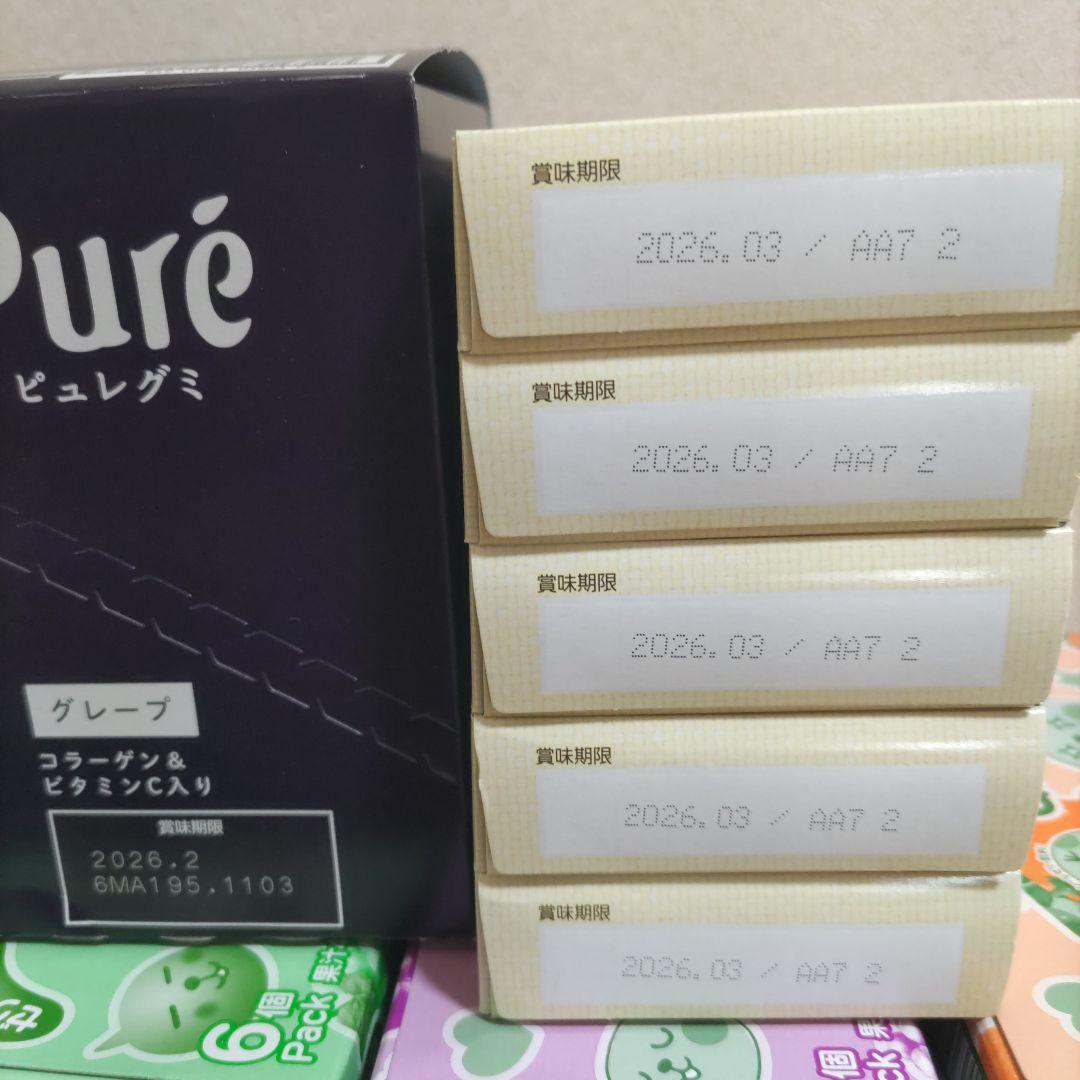 Puré
ピュレグミ
グレープ
コラーゲン&
ビタミンC入り
賞味期限
2026.2
6MA195.1103
賞味期限
2026.03 / AA7 2
賞味期限
2026.03 / AA7 2
賞味期限
2026.03 / AA7 2
賞味期限
2026.03 / AA7 2
賞味期限
2026.03 / AA7 2
6個
Pack
果汁
個